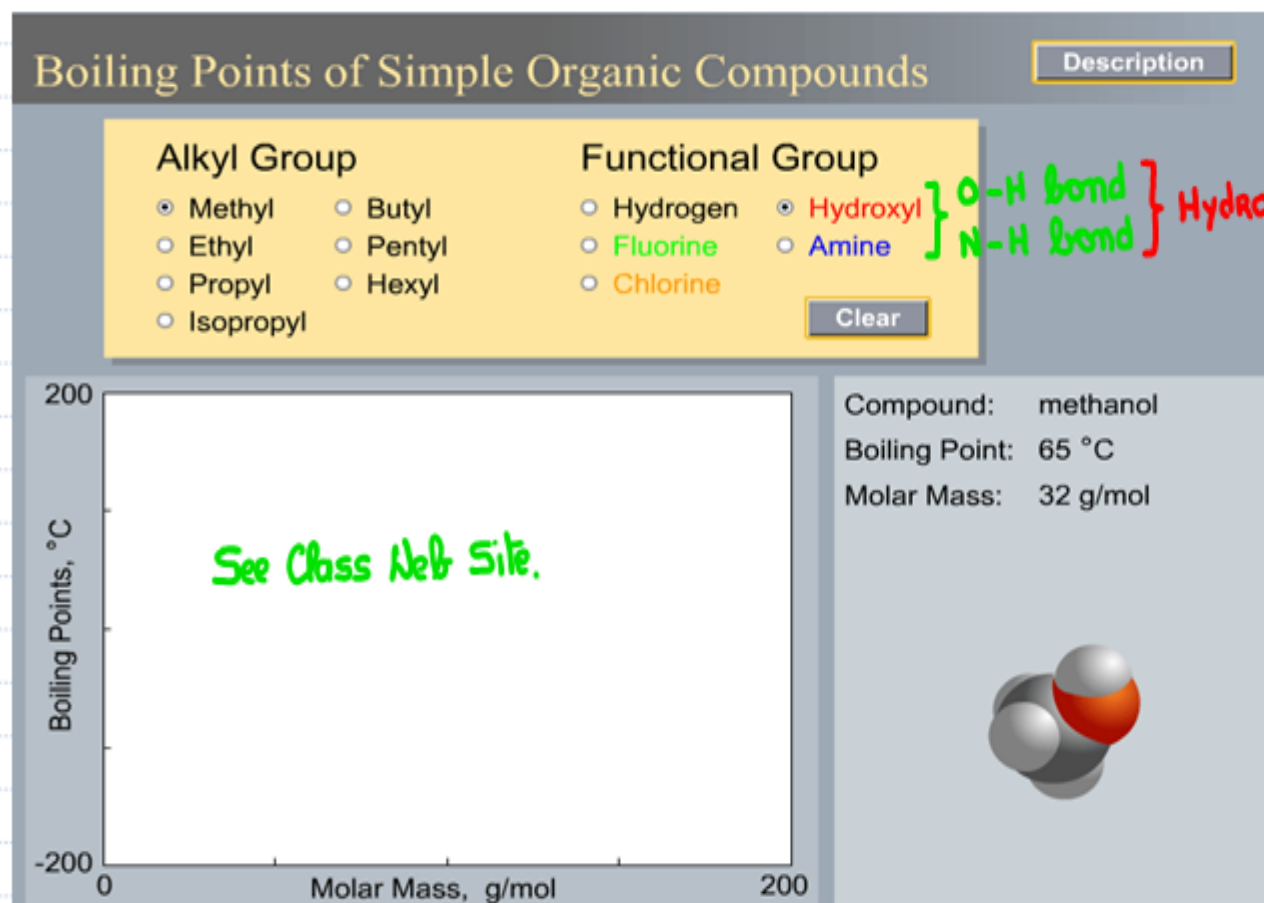 Boiling Points of Simple Organic Compounds
Description
Alkyl Group
Functional Group
Methyl Butyl
Hydrogen Hydroxyl } O-H bond } HYDRO
Ethyl Pentyl
Fluorine Amine N-H bond
Propyl Hexyl
Chlorine
Isopropyl
Clear
200
Boiling Points, °C
See Class Web Site.
-200
0
Molar Mass, g/mol
200
Compound: methanol
Boiling Point: 65 °C
Molar Mass: 32 g/mol